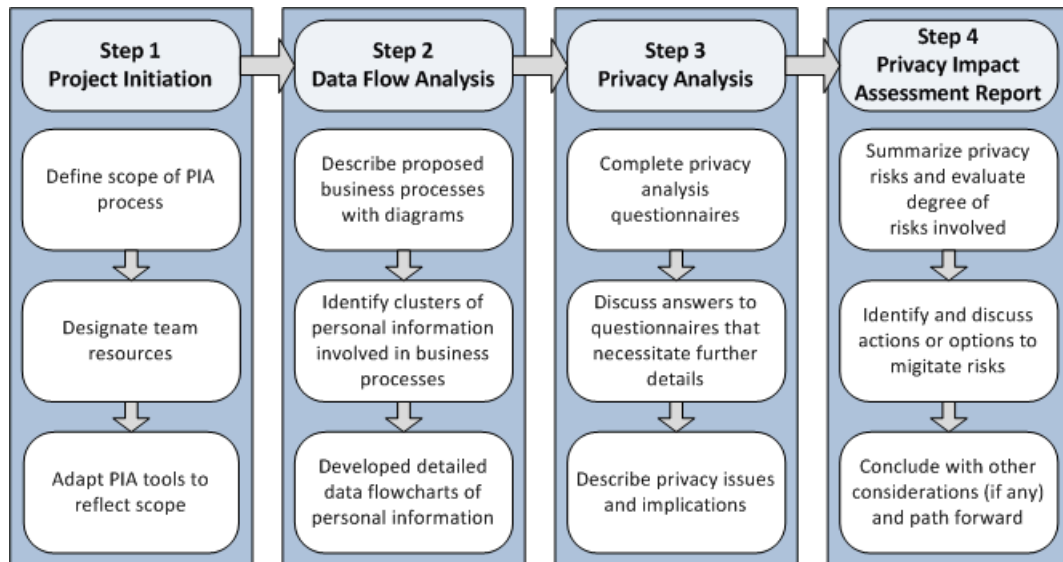 Step 1
Project Initiation
Define scope of PIA
process
Designate team
resources
Adapt PIA tools to
reflect scope
Step 2
Data Flow Analysis
Describe proposed
business processes
with diagrams
Identify clusters of
personal information
involved in business
processes
Developed detailed
data flowcharts of
personal information
Step 3
Privacy Analysis
Complete privacy
analysis
questionnaires
Discuss answers to
questionnaires that
necessitate further
details
Describe privacy issues
and implications
Step 4
Privacy Impact
Assessment Report
Summarize privacy
risks and evaluate
degree of
risks involved
Identify and discuss
actions or options to
migitate risks
Conclude with other
considerations (if any)
and path forward